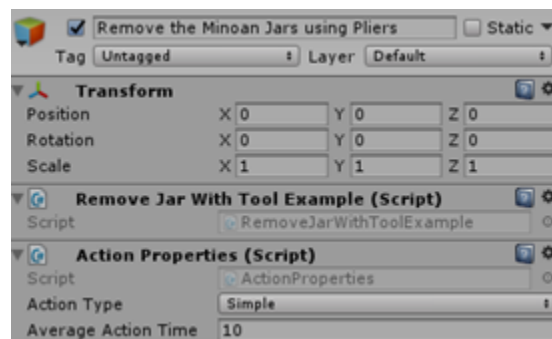 Remove the Minoan Jars using Pliers Static
Tag Untagged Layer Default
Transform
Position X 0 Y 0 Z 0
Rotation X 0 Y 0 Z 0
Scale X 1 Y 1 Z 1
Remove Jar With Tool Example (Script)
Script RemoveJarWithToolExample
Action Properties (Script)
Script ActionProperties
Action Type Simple
Average Action Time 10